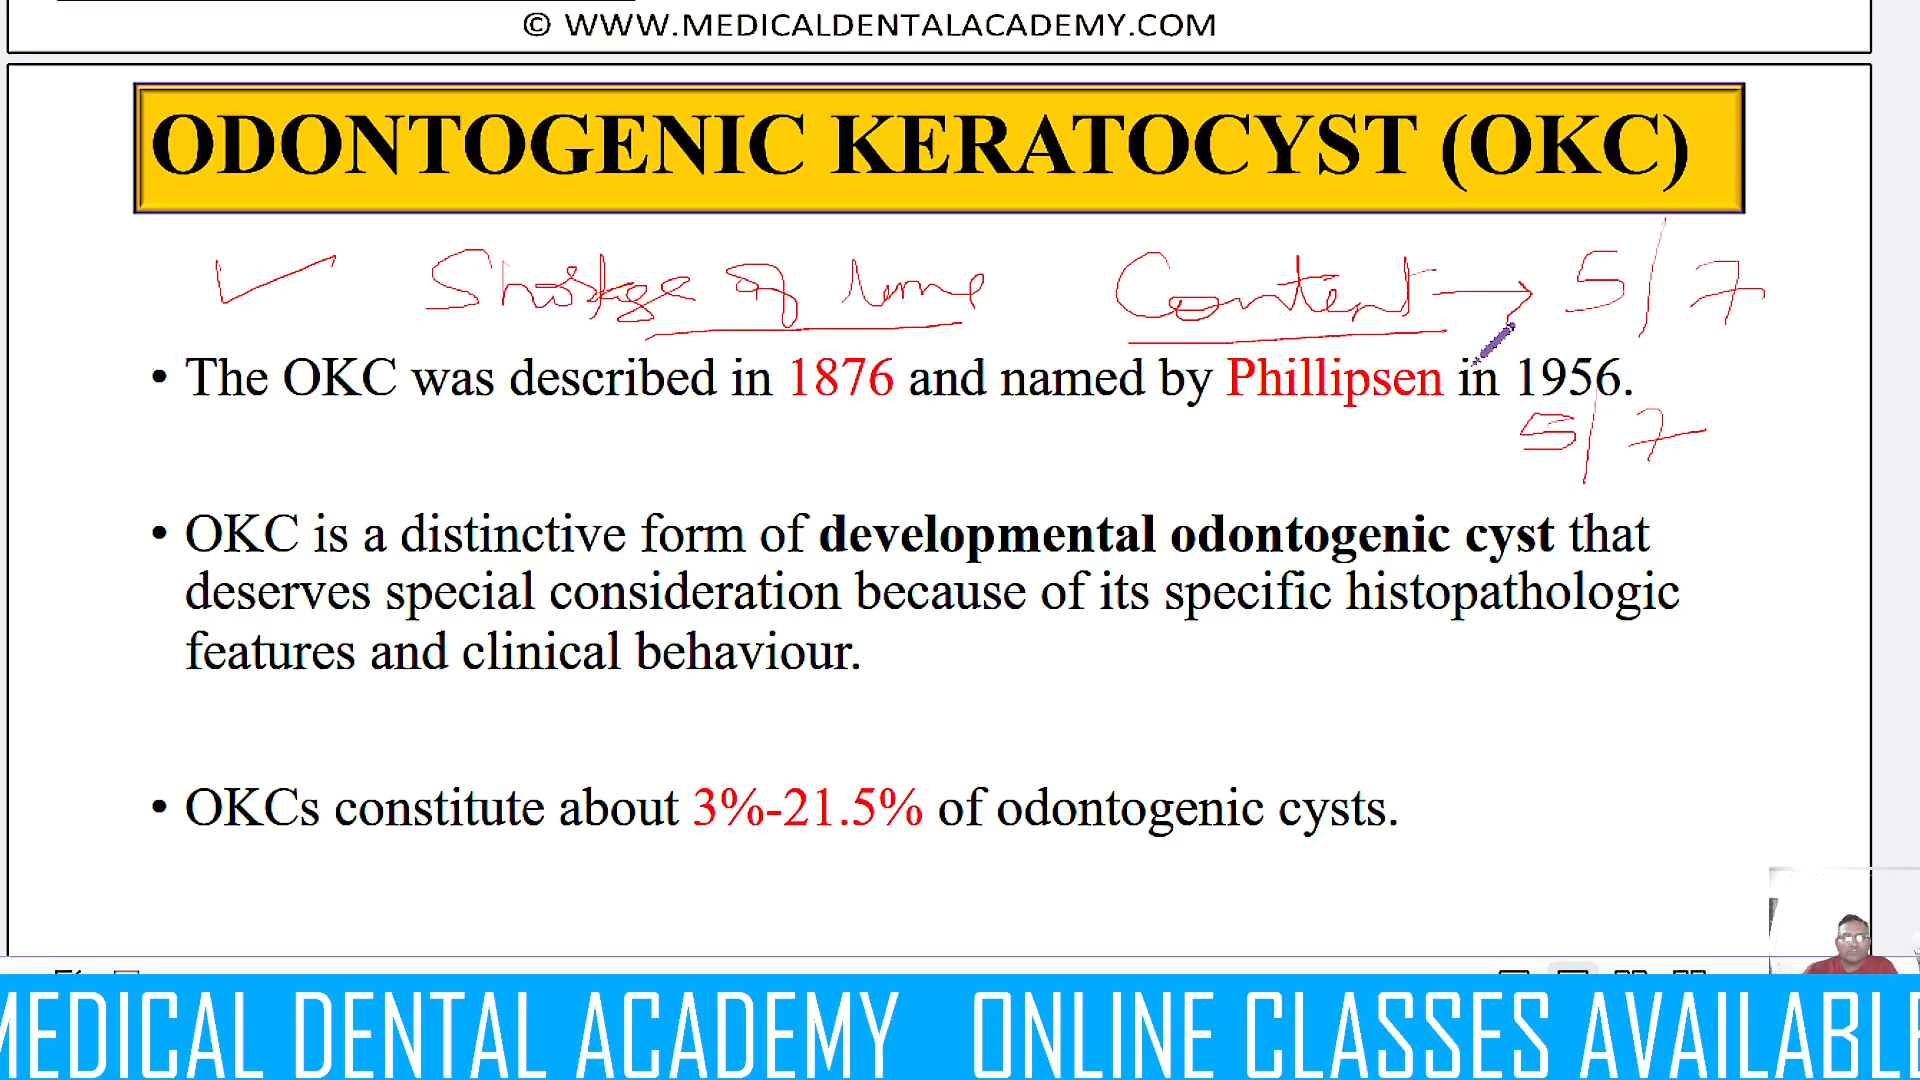 © WWW.MEDICALDENTALACADEMY.COM
ODONTOGENIC KERATOCYST (OKC)
Shortage of time Content → 5/7
• The OKC was described in 1876 and named by Phillipsen in 1956.
5/7
• OKC is a distinctive form of developmental odontogenic cyst that
deserves special consideration because of its specific histopathologic
features and clinical behaviour.
• OKCs constitute about 3%-21.5% of odontogenic cysts.
MEDICAL DENTAL ACADEMY ONLINE CLASSES AVAILABLE